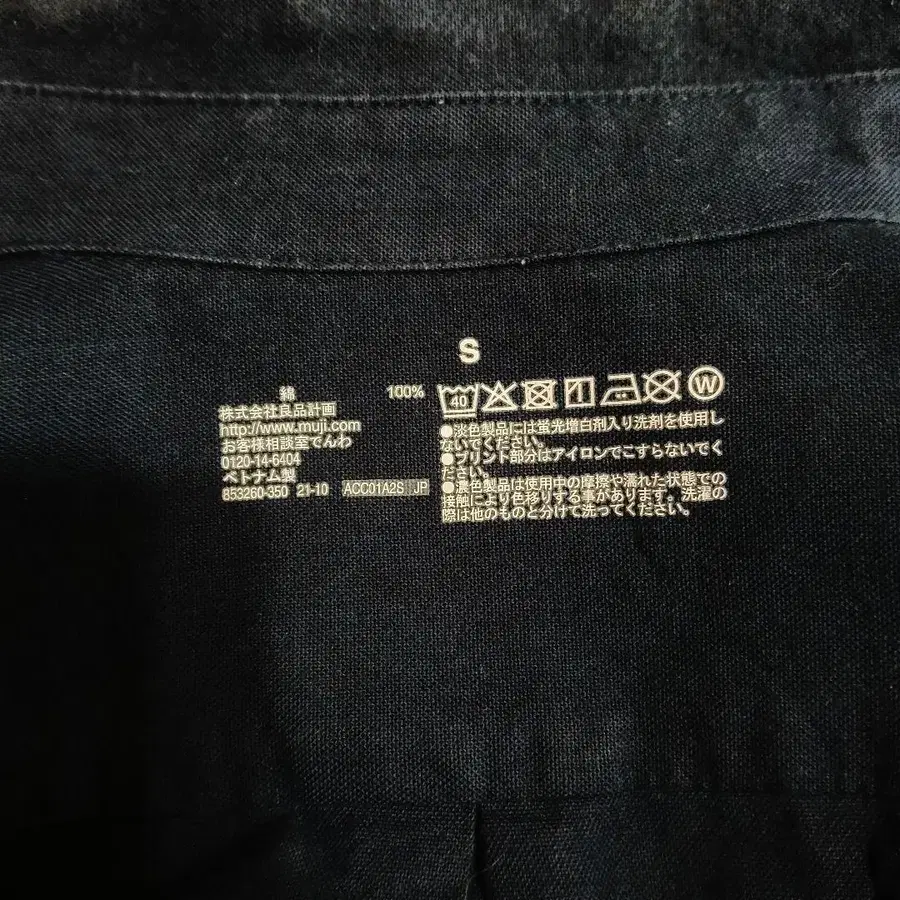 S
綿 100%
株式会社良品計画
http://www.muji.com
お客様相談室でんわ
0120-14-6404
ベトナム製
853260-350 21-10 ACC01A2S JP
40
W
●淡色製品には蛍光増白剤入り洗剤を使用し
ないでください。
●プリント部分はアイロンでこすらないでく
ださい。
●濃色製品は使用中の摩擦や濡れた状態での
接触により色移りする事があります。洗濯の
際は他のものと分けて洗ってください。